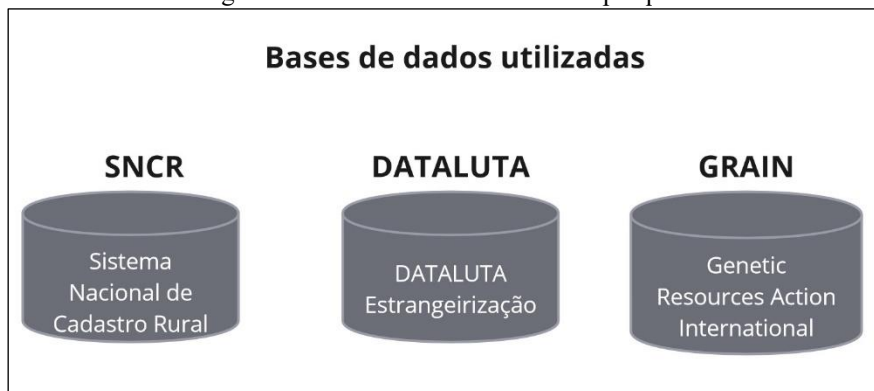 Bases de dados utilizadas
SNCR
Sistema
Nacional de
Cadastro Rural
DATALUTA
DATALUTA
Estrangeirização
GRAIN
Genetic
Resources Action
International